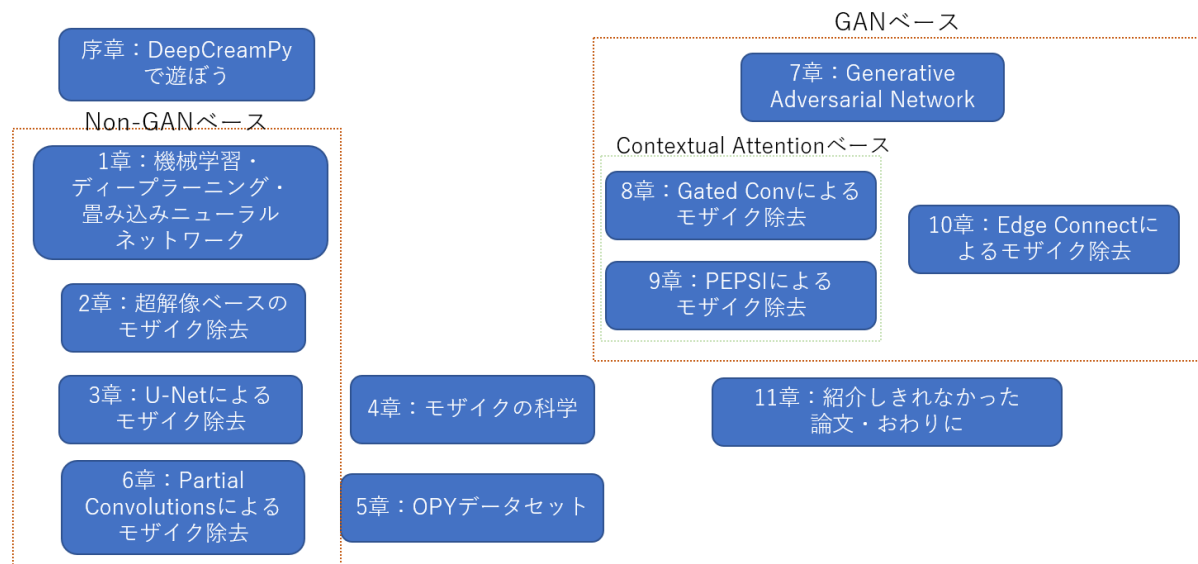 序章：DeepCreamPy
で遊ぼう
Non-GANベース
1章：機械学習・
ディープラーニング・
畳み込みニューラル
ネットワーク
2章：超解像ベースの
モザイク除去
3章：U-Netによる
モザイク除去
6章：Partial
Convolutionsによる
モザイク除去
4章：モザイクの科学
5章：OPYデータセット
GANベース
7章：Generative
Adversarial Network
Contextual Attentionベース
8章：Gated Convによる
モザイク除去
9章：PEPSIによる
モザイク除去
10章：Edge Connectに
よるモザイク除去
11章：紹介しきれなかった
論文・おわりに